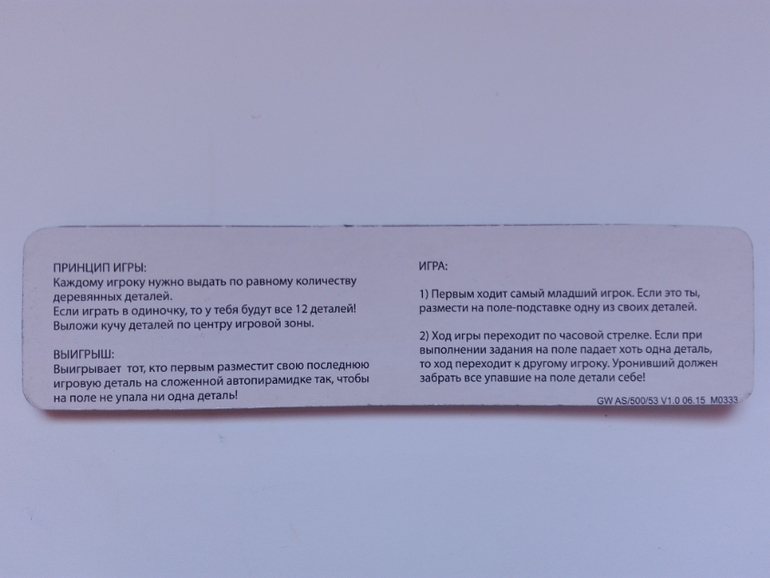 ПРИНЦИП ИГРЫ:
Каждому игроку нужно выдать по равному количеству
деревянных деталей.
Если играть в одиночку, то у тебя будут все 12 деталей!
Выложи кучу деталей по центру игровой зоны.
ВЫИГРЫШ:
Выигрывает тот, кто первым разместит свою последнюю
игровую деталь на сложенной автопирамидке так, чтобы
на поле не упала ни одна деталь!
ИГРА:
1) Первым ходит самый младший игрок. Если это ты,
размести на поле-подставке одну из своих деталей.
2) Ход игры переходит по часовой стрелке. Если при
выполнении задания на поле падает хоть одна деталь,
то ход переходит к другому игроку. Уронивший должен
забрать все упавшие на поле детали себе!
GW AS/500/53 V1.0 06.15 M0333